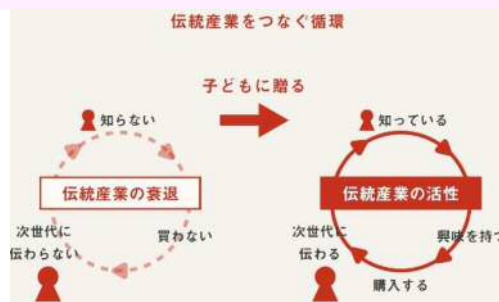 伝統産業をつなぐ循環
子どもに贈る
知らない
伝統産業の衰退
買わない
次世代に
伝わらない
知っている
伝統産業の活性
興味を持つ
購入する
次世代に
伝わる